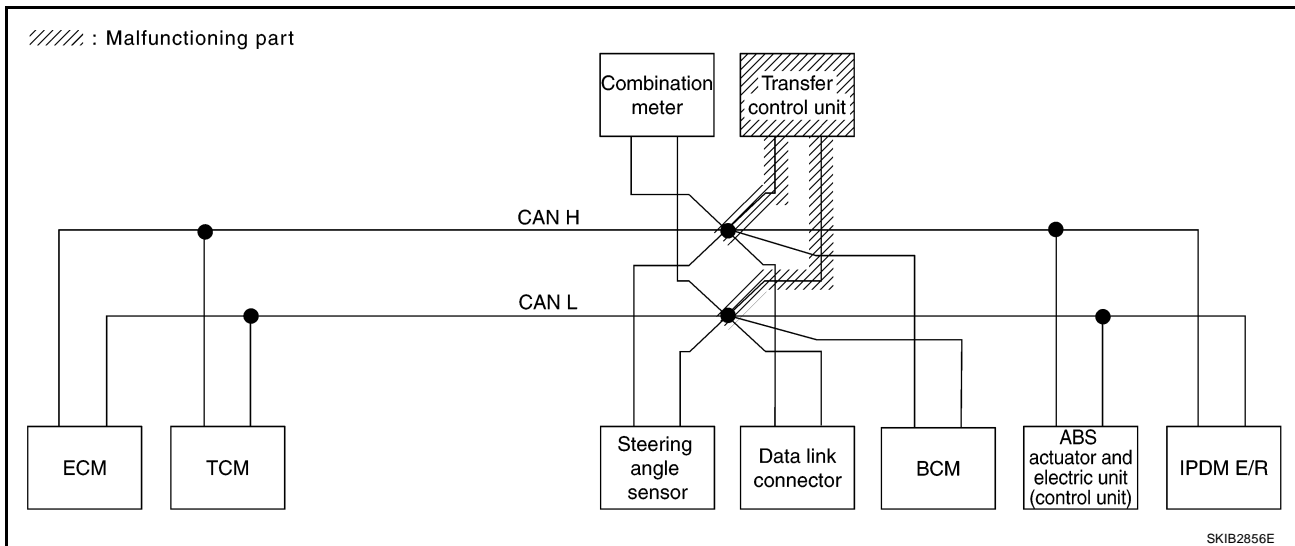 : Malfunctioning part
Combination
meter
Transfer
control unit
CAN H
CAN L
ECM
TCM
Steering
angle
sensor
Data link
connector
BCM
ABS
actuator and
electric unit
(control unit)
IPDM E/R
SKIB2856E